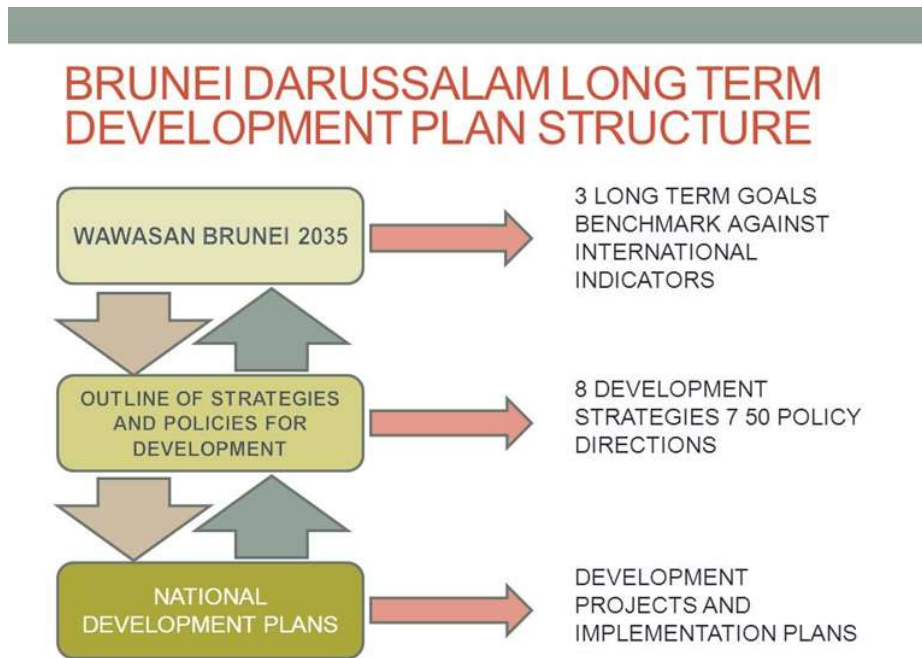 BRUNEI DARUSSALAM LONG TERM
DEVELOPMENT PLAN STRUCTURE
WAWASAN BRUNEI 2035
3 LONG TERM GOALS
BENCHMARK AGAINST
INTERNATIONAL
INDICATORS
OUTLINE OF STRATEGIES
AND POLICIES FOR
DEVELOPMENT
8 DEVELOPMENT
STRATEGIES 7 50 POLICY
DIRECTIONS
NATIONAL
DEVELOPMENT PLANS
DEVELOPMENT
PROJECTS AND
IMPLEMENTATION PLANS